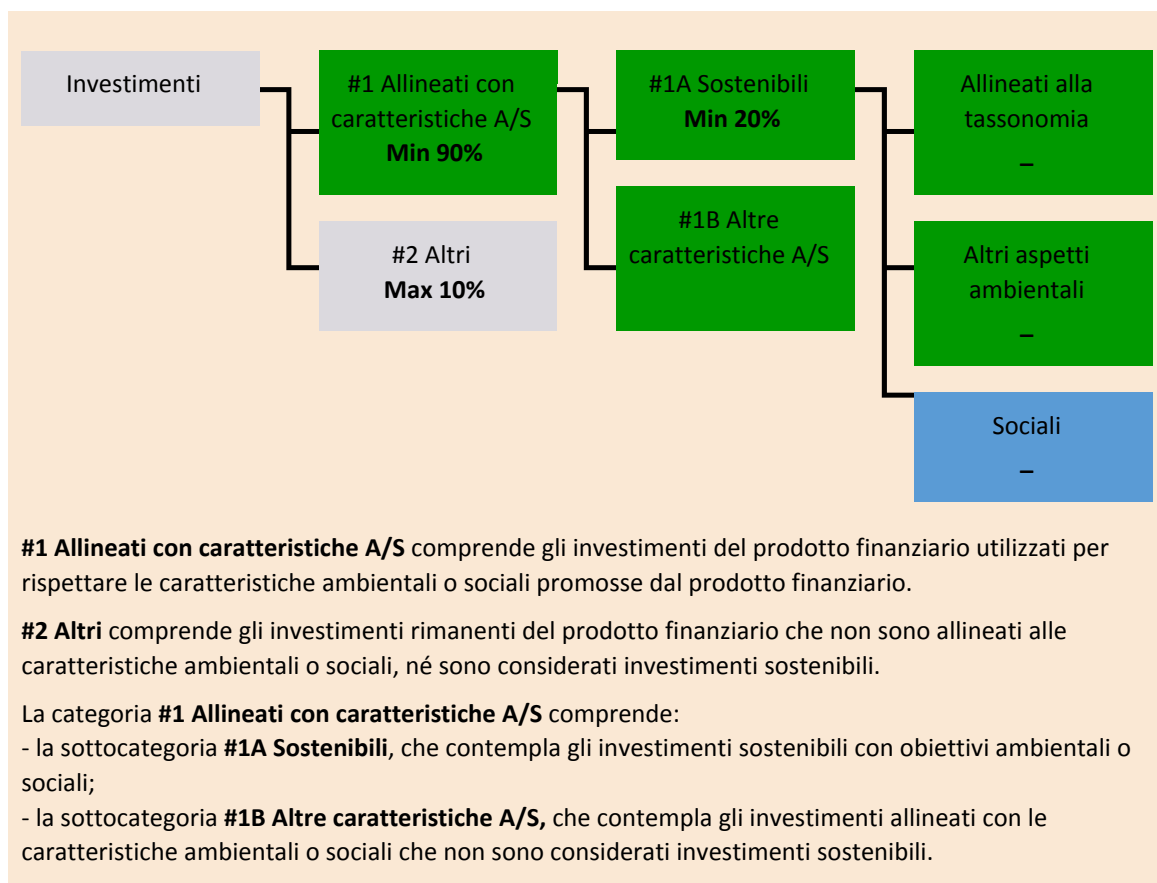 Investimenti
#1 Allineati con
caratteristiche A/S
Min 90%
#2 Altri
Max 10%
#1A Sostenibili
Min 20%
#1B Altre
caratteristiche A/S
Allineati alla
tassonomia
–
Altri aspetti
ambientali
–
Sociali
–
#1 Allineati con caratteristiche A/S comprende gli investimenti del prodotto finanziario utilizzati per
rispettare le caratteristiche ambientali o sociali promosse dal prodotto finanziario.
#2 Altri comprende gli investimenti rimanenti del prodotto finanziario che non sono allineati alle
caratteristiche ambientali o sociali, né sono considerati investimenti sostenibili.
La categoria #1 Allineati con caratteristiche A/S comprende:
- la sottocategoria #1A Sostenibili, che contempla gli investimenti sostenibili con obiettivi ambientali o
sociali;
- la sottocategoria #1B Altre caratteristiche A/S, che contempla gli investimenti allineati con le
caratteristiche ambientali o sociali che non sono considerati investimenti sostenibili.